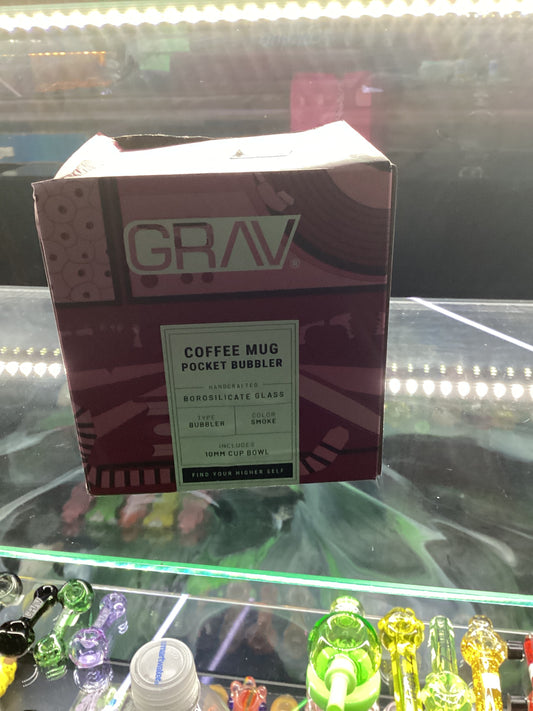 GRAV®
COFFEE MUG
POCKET BUBBLER
HANDCRAFTED
BOROSILICATE GLASS
TYPE COLOR
BUBBLER SMOKE
INCLUDES
10MM CUP BOWL
FIND YOUR HIGHER SELF